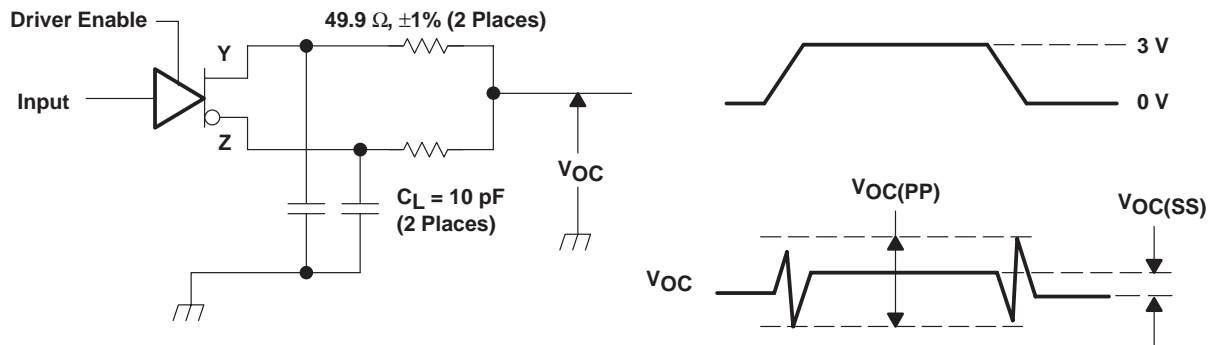 Driver Enable
49.9 Ω, ±1% (2 Places)
Y
Input
Z
VOC
CL = 10 pF
(2 Places)
3 V
0 V
VOC(PP)
VOC(SS)
VOC